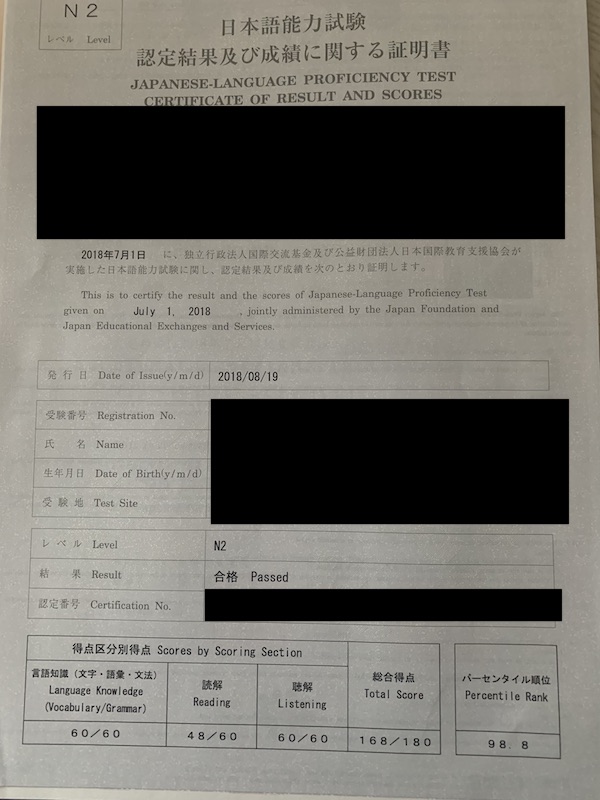 N2
レベル Level
日本語能力試験
認定結果及び成績に関する証明書
JAPANESE-LANGUAGE PROFICIENCY TEST
CERTIFICATE OF RESULT AND SCORES
2018年7月1日 に、独立行政法人国際交流基金及び公益財団法人日本国際教育支援協会が
実施した日本語能力試験に関し、認定結果及び成績を次のとおり証明します。
This is to certify the result and the scores of Japanese-Language Proficiency Test
given on July 1, 2018 , jointly administered by the Japan Foundation and
Japan Educational Exchanges and Services.
発行日 Date of Issue(y/m/d) 2018/08/19
受験番号 Registration No.
氏 名 Name
生年月日 Date of Birth(y/m/d)
受験地 Test Site
レベル Level N2
結 果 Result 合格 Passed
認定番号 Certification No.
得点区分別得点 Scores by Scoring Section
言語知識（文字・語彙・文法）
Language Knowledge
(Vocabulary/Grammar)
読解
Reading
聴解
Listening
総合得点
Total Score
パーセンタイル順位
Percentile Rank
60/60 48/60 60/60 168/180 98.8